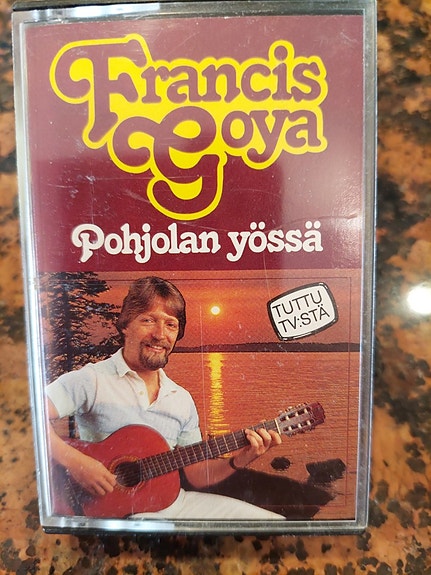 Francis
Goya
Pohjolan yössä
TUTTU
TV:STÄ